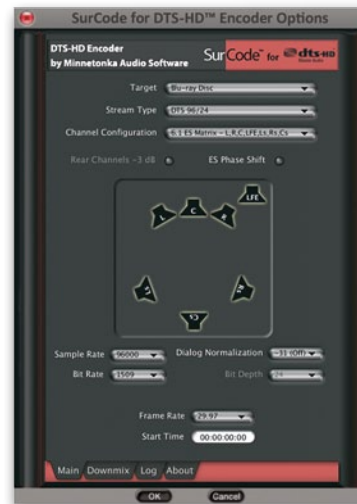 SurCode for DTS-HD™ Encoder Options
DTS-HD Encoder
by Minnetonka Audio Software
SurCode™ for dts-HD
Master Audio
Target Blu-ray Disc
Stream Type DTS 96/24
Channel Configuration 6.1 ES Matrix - L,R,C,LFE,Ls,Rs,Cs
Rear Channels -3 dB ES Phase Shift
LFE
L C R
Ls Rs
Cs
Sample Rate 96000 Dialog Normalization -31 (Off)
Bit Rate 1509 Bit Depth 24
Frame Rate 29.97
Start Time 00:00:00:00
Main Downmix Log About
OK Cancel